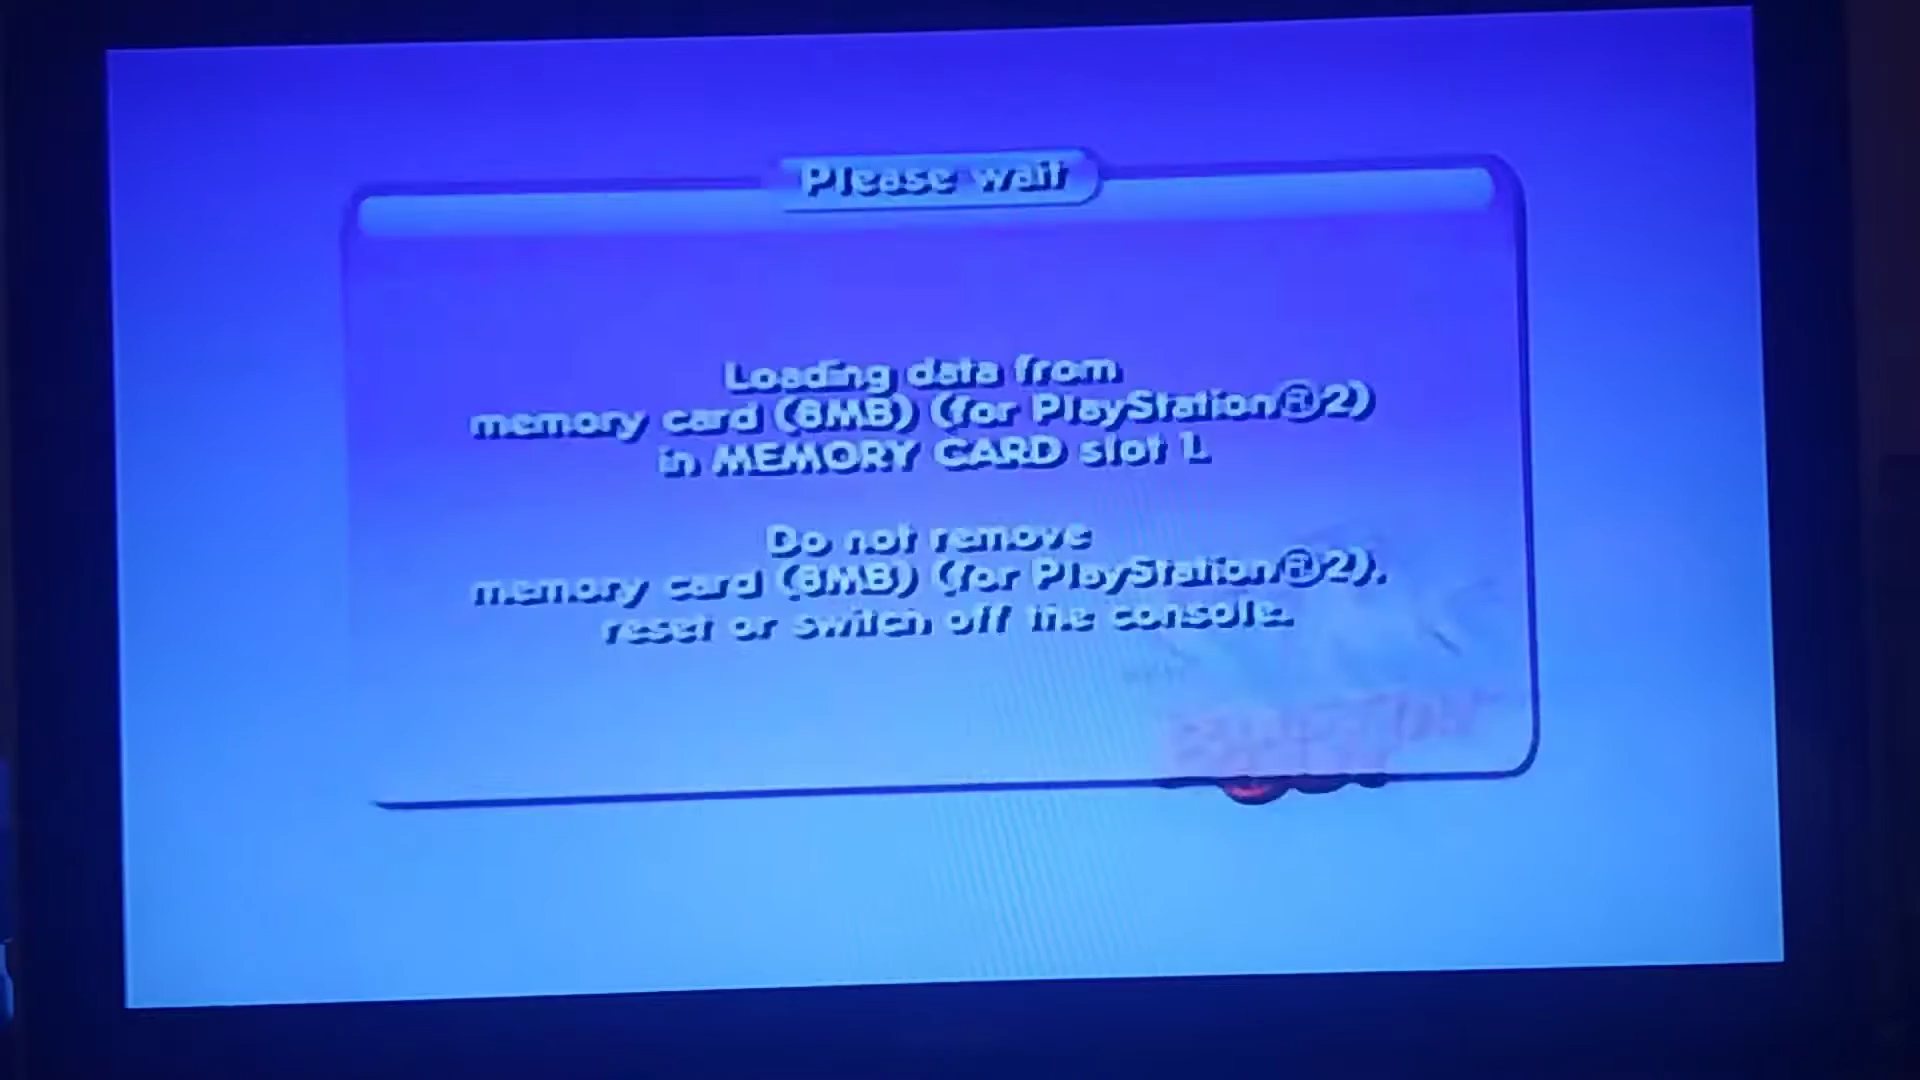 Please wait
Loading data from
memory card (8MB) (for PlayStation®2)
in MEMORY CARD slot 1.
Do not remove
memory card (8MB) (for PlayStation®2),
reset or switch off the console.